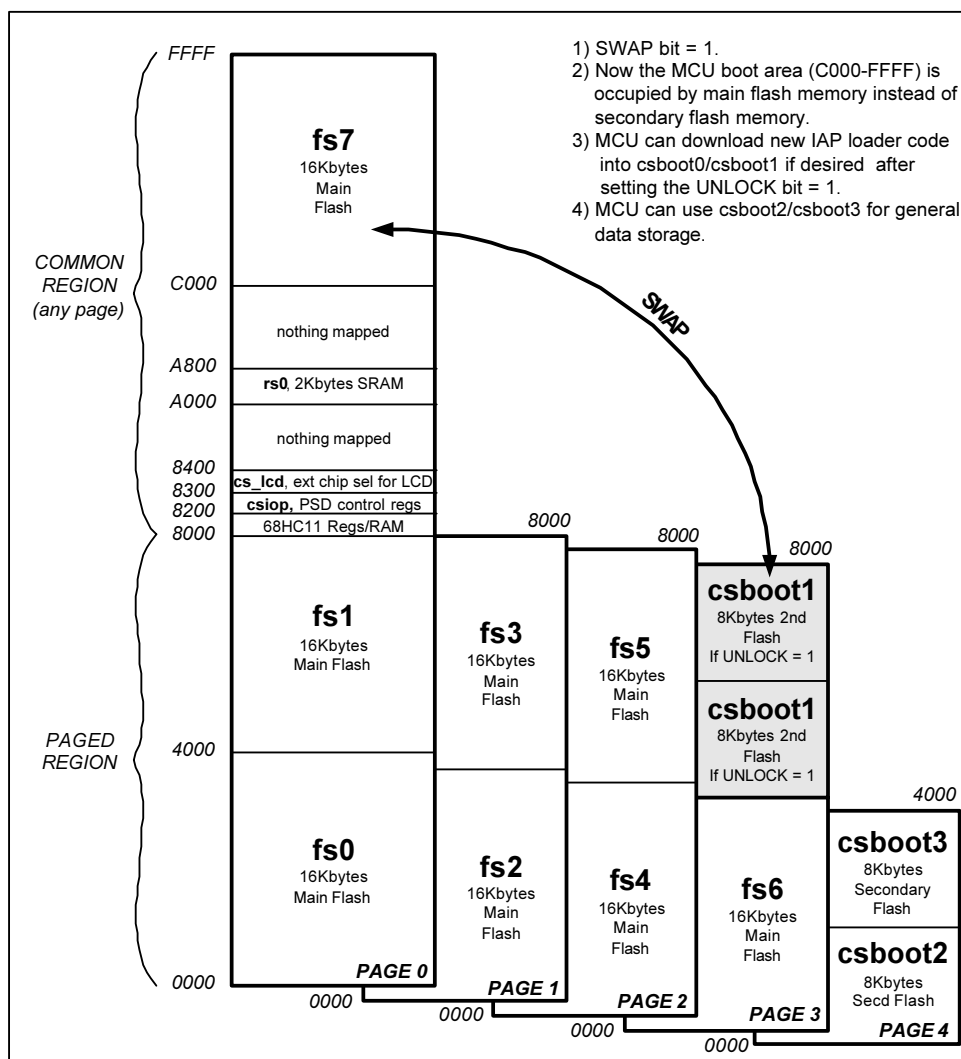 FFFF
1) SWAP bit = 1.
2) Now the MCU boot area (C000-FFFF) is
occupied by main flash memory instead of
secondary flash memory.
3) MCU can download new IAP loader code
into csboot0/csboot1 if desired after
setting the UNLOCK bit = 1.
4) MCU can use csboot2/csboot3 for general
data storage.
fs7
16Kbytes
Main
Flash
COMMON
REGION
(any page)
C000
nothing mapped
SWAP
A800
rs0, 2Kbytes SRAM
A000
nothing mapped
8400
cs_lcd, ext chip sel for LCD
8300
csiop, PSD control regs
8200
68HC11 Regs/RAM
8000
8000
8000
8000
fs1
16Kbytes
Main Flash
fs3
16Kbytes
Main
Flash
fs5
16Kbytes
Main
Flash
csboot1
8Kbytes 2nd
Flash
If UNLOCK = 1
csboot1
8Kbytes 2nd
Flash
If UNLOCK = 1
PAGED
REGION
4000
4000
fs0
16Kbytes
Main Flash
fs2
16Kbytes
Main
Flash
fs4
16Kbytes
Main
Flash
fs6
16Kbytes
Main
Flash
csboot3
8Kbytes
Secondary
Flash
csboot2
8Kbytes
Secd Flash
0000
PAGE 0
0000
PAGE 1
0000
PAGE 2
0000
PAGE 3
0000
PAGE 4